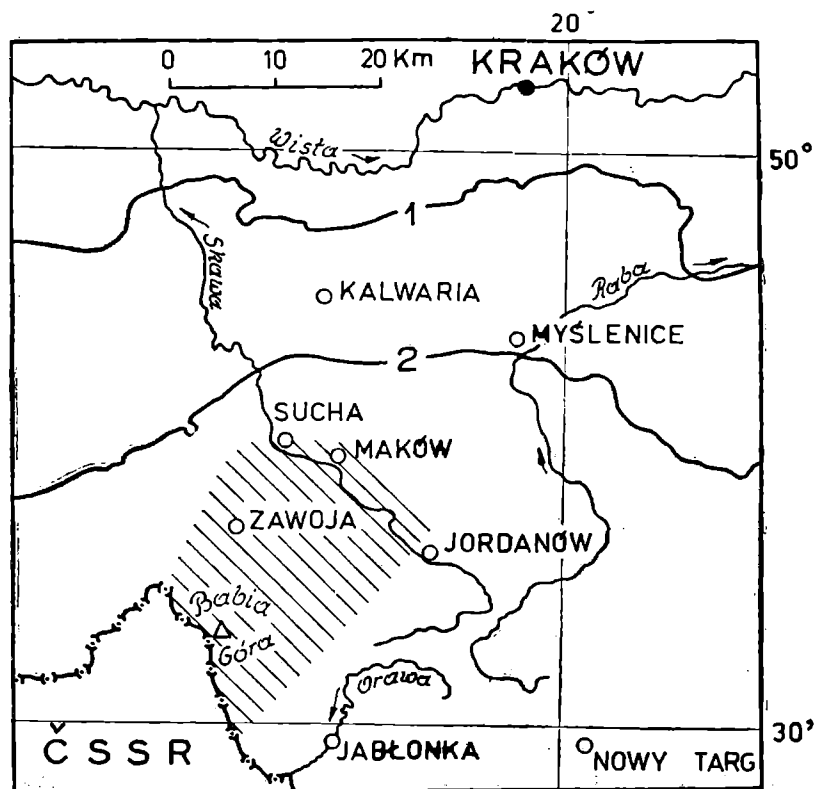 20°
0 10 20 Km
KRAKÓW
Wisła
50°
1
Skawa
Raba
KALWARIA
MYŚLENICE
2
SUCHA
MAKÓW
ZAWOJA
JORDANÓW
Babia
Góra
Orawa
30'
ČSSR
JABŁONKA
NOWY TARG